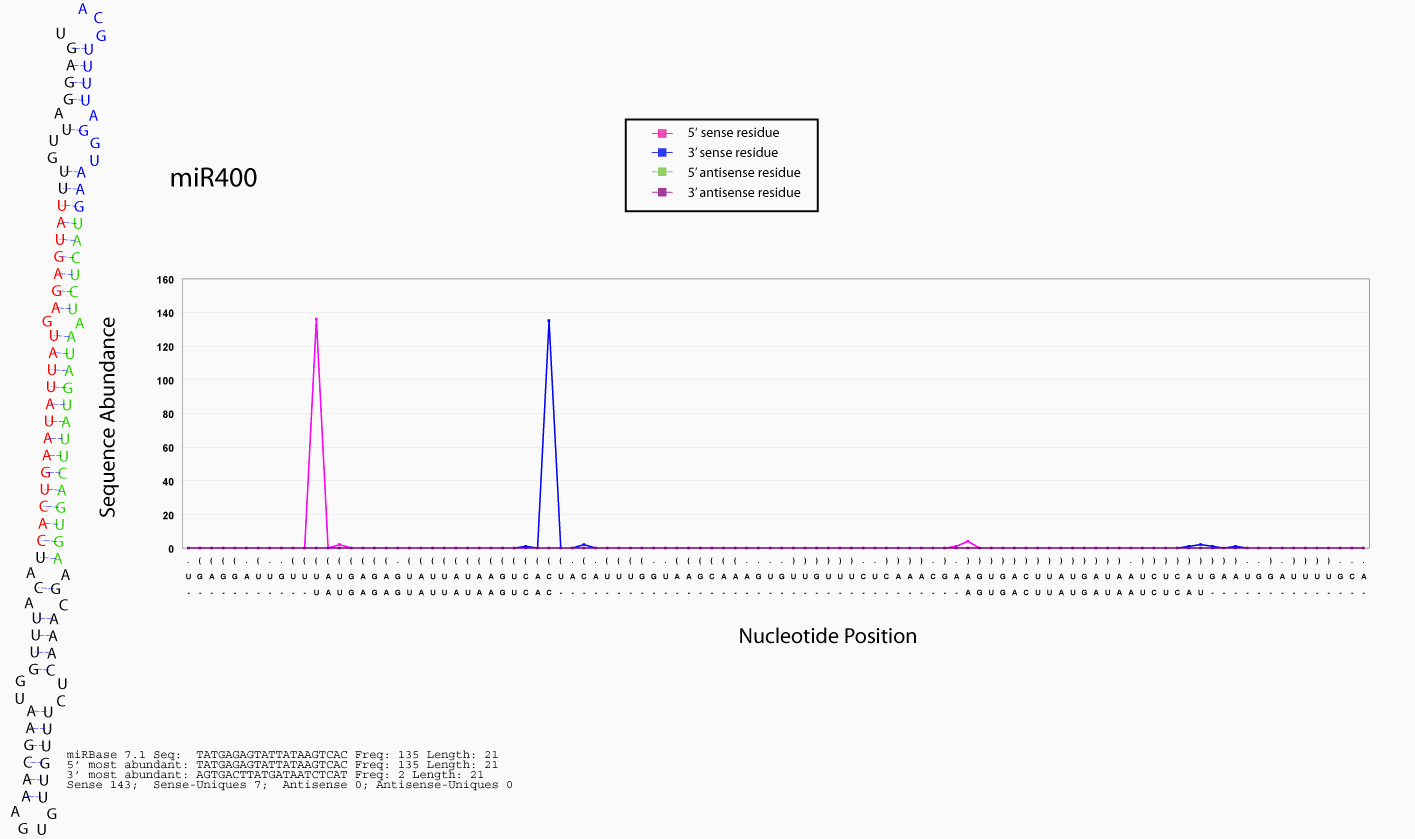 A
C
U G
G U
A U
G U
G U
A A
U G
U G
G U
U A
U A
U G
A U
U A
G C
A U
G C
A U
G A
U A
A U
U A
U G
A U
U A
A U
A U
G C
U A
C G
A U
C G
U A
A A
C G
A C
U A
U A
U A
G C
G U
U C
A U
A U
G U
C G
A U
A U
A G
G U
miR400
5’ sense residue
3’ sense residue
5’ antisense residue
3’ antisense residue
Sequence Abundance
160
140
120
100
80
60
40
20
0
U G A G G A U U G U U U A U G A G A G U A U U A U A A G U C A C U A C A U U U G G U A A G C A A A G U G U U G U U U C U C A A A C G A A G U G A C U U A U G A U A A U C U C A U G A A U G G A U U U U G C A
- - - - - - - - - - - U A U G A G A G U A U U A U A A G U C A C - - - - - - - - - - - - - - - - - - - - - - - - - - - - - - - - - - - A G U G A C U U A U G A U A A U C U C A U - - - - - - - - - - - - - -
Nucleotide Position
miRBase 7.1 Seq: TATGAGAGTATTATAAGTCAC Freq: 135 Length: 21
5’ most abundant: TATGAGAGTATTATAAGTCAC Freq: 135 Length: 21
3’ most abundant: AGTGACTTATGATAATCTCAT Freq: 2 Length: 21
Sense 143; Sense-Uniques 7; Antisense 0; Antisense-Uniques 0